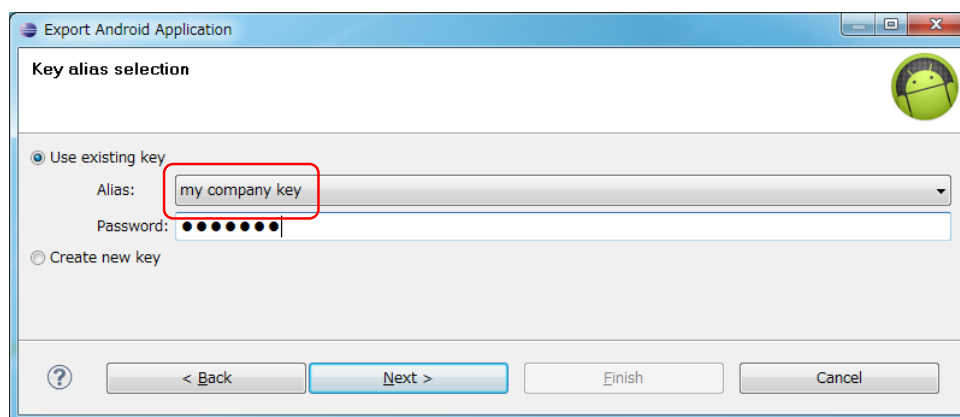 Export Android Application
Key alias selection
Use existing key
Alias: my company key
Password: ●●●●●●●
Create new key
? < Back Next > Finish Cancel